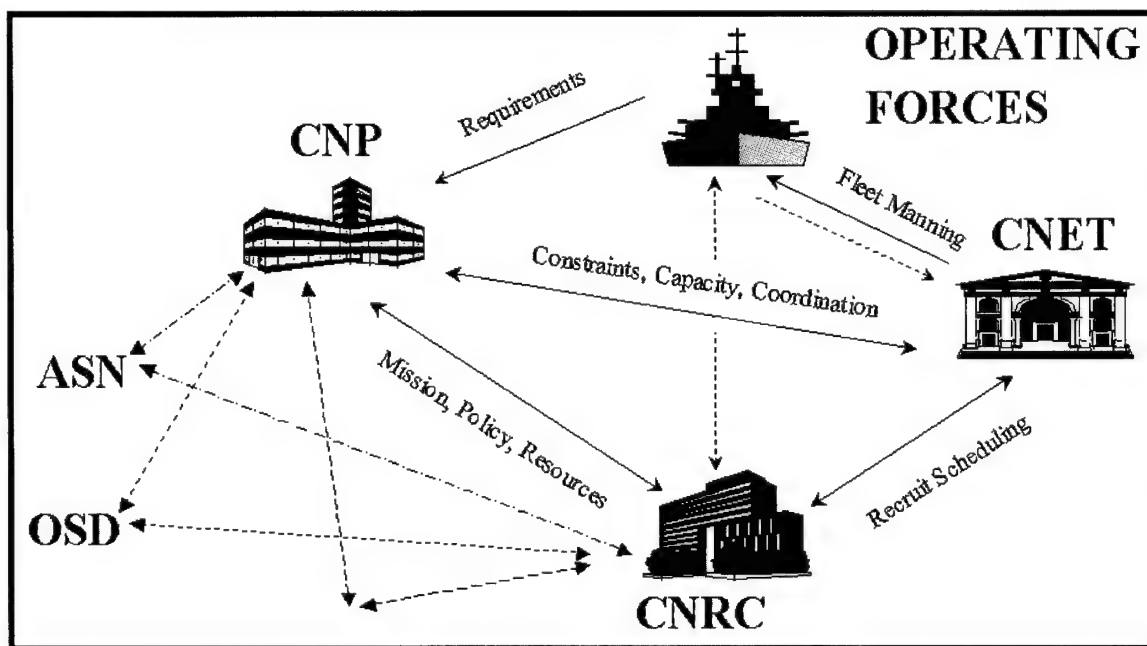 OPERATING
FORCES
Requirements
CNP
Fleet Manning
CNET
Constraints, Capacity, Coordination
ASN
Mission, Policy, Resources
Recruit Scheduling
OSD
CNRC